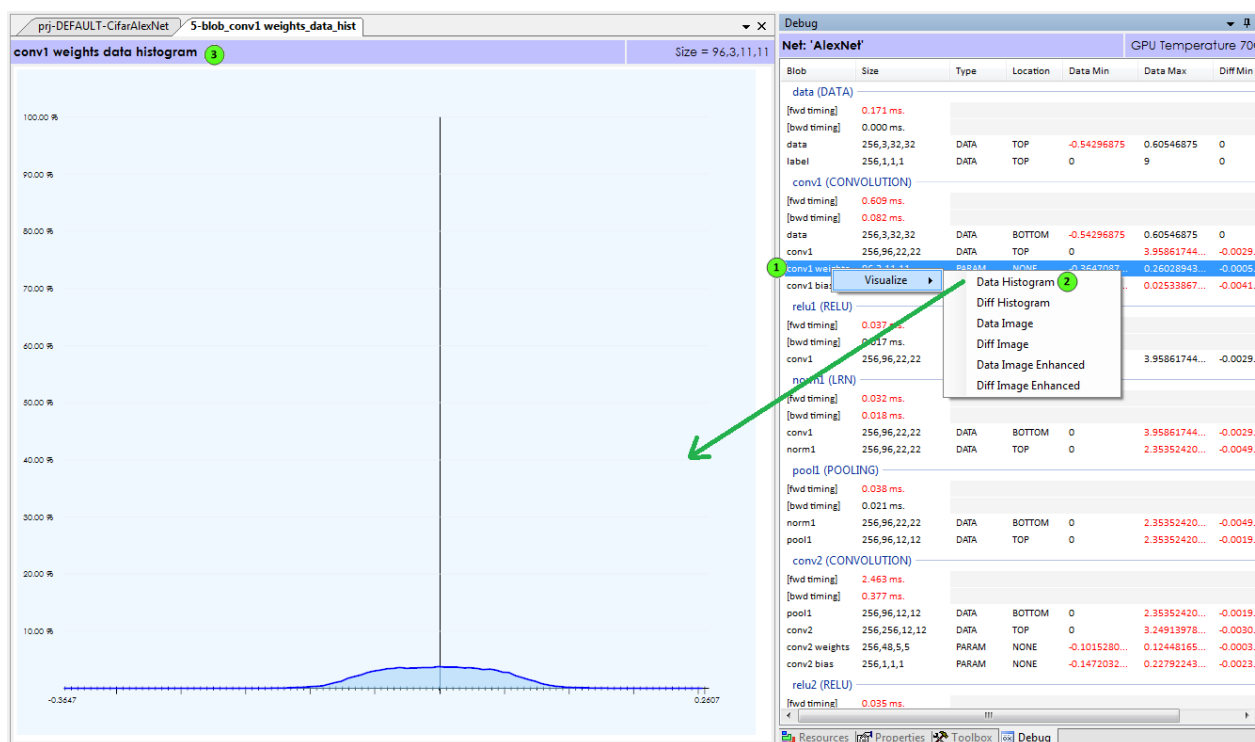 prj-DEFAULT-CifarAlexNet 5-blob_conv1 weights_data_hist
conv1 weights data histogram 3 Size = 96,3,11,11
100.00 %
90.00 %
80.00 %
70.00 %
60.00 %
50.00 %
40.00 %
30.00 %
20.00 %
10.00 %
-0.3647 0.2607
Debug
Net: 'AlexNet' GPU Temperature
Blob Size Type Location Data Min Data Max Diff Min
data (DATA)
[fwd timing] 0.171 ms.
[bwd timing] 0.000 ms.
data 256,3,32,32 DATA TOP -0.54296875 0.60546875 0
label 256,1,1,1 DATA TOP 0 9 0
conv1 (CONVOLUTION)
[fwd timing] 0.609 ms.
[bwd timing] 0.082 ms.
data 256,3,32,32 DATA BOTTOM -0.54296875 0.60546875 0
conv1 256,96,22,22 DATA TOP 0 3.95861744... -0.0029.
1 conv1 weights 96,3,11,11 PARAM NONE -0.3647087... 0.26028943... -0.0005.
conv1 bias 0.02533867... -0.0041.
Visualize
Data Histogram 2
Diff Histogram
Data Image
Diff Image
Data Image Enhanced
Diff Image Enhanced
relu1 (RELU)
[fwd timing] 0.037 ms.
[bwd timing] 0.017 ms.
conv1 256,96,22,22 3.95861744... -0.0029.
norm1 (LRN)
[fwd timing] 0.032 ms.
[bwd timing] 0.018 ms.
conv1 256,96,22,22 DATA BOTTOM 0 3.95861744... -0.0029.
norm1 256,96,22,22 DATA TOP 0 2.35352420... -0.0049.
pool1 (POOLING)
[fwd timing] 0.038 ms.
[bwd timing] 0.021 ms.
norm1 256,96,22,22 DATA BOTTOM 0 2.35352420... -0.0049.
pool1 256,96,12,12 DATA TOP 0 2.35352420... -0.0019.
conv2 (CONVOLUTION)
[fwd timing] 2.463 ms.
[bwd timing] 0.377 ms.
pool1 256,96,12,12 DATA BOTTOM 0 2.35352420... -0.0019.
conv2 256,256,12,12 DATA TOP 0 3.24913978... -0.0030.
conv2 weights 256,48,5,5 PARAM NONE -0.1015280... 0.12448165... -0.0003.
conv2 bias 256,1,1,1 PARAM NONE -0.1472032... 0.22792243... -0.0023.
relu2 (RELU)
[fwd timing] 0.035 ms.
Resources Properties Toolbox Debug